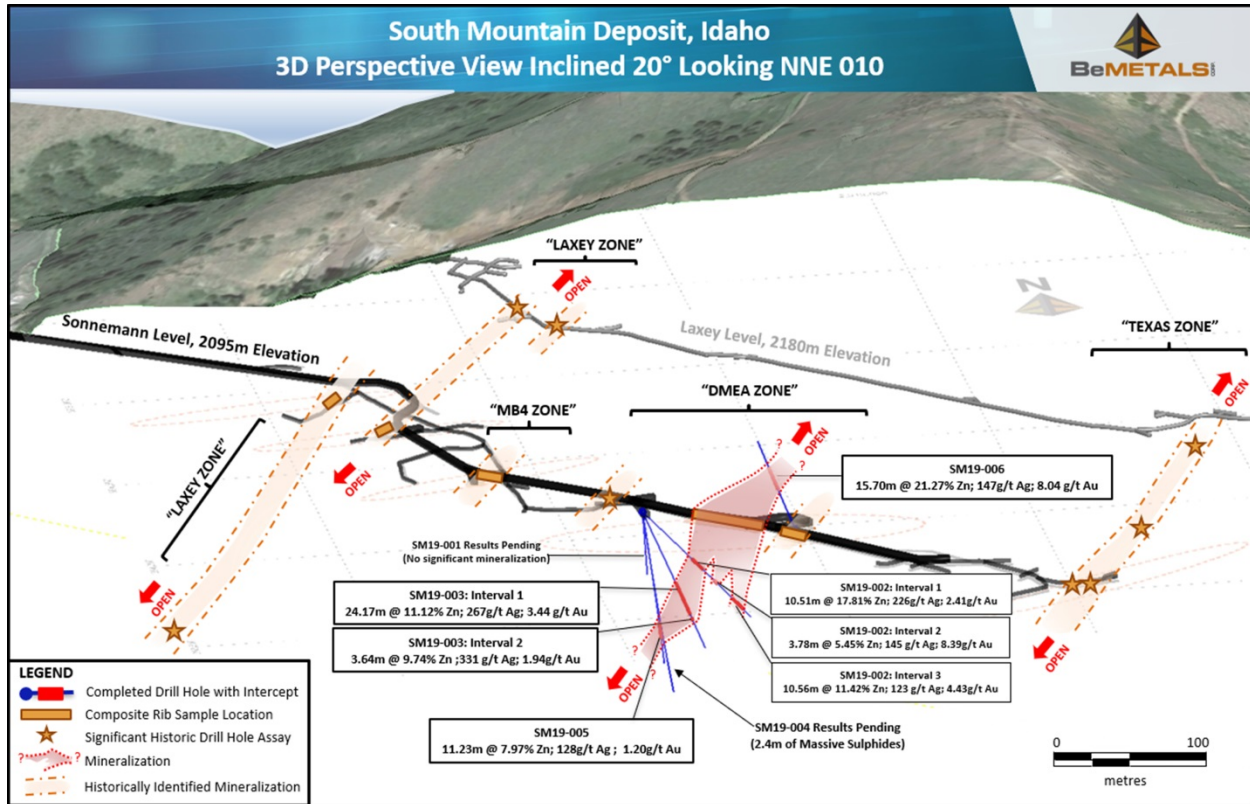 South Mountain Deposit, Idaho
3D Perspective View Inclined 20° Looking NNE 010
BEMETALS
CORP
"LAXEY ZONE"
OPEN
Sonnemann Level, 2095m Elevation
Laxey Level, 2180m Elevation
N
"TEXAS ZONE"
OPEN
"DMEA ZONE"
"MB4 ZONE"
OPEN
OPEN
"LAXEY ZONE"
SM19-006
15.70m @ 21.27% Zn; 147g/t Ag; 8.04 g/t Au
SM19-001 Results Pending
(No significant mineralization)
SM19-003: Interval 1
24.17m @ 11.12% Zn; 267g/t Ag; 3.44 g/t Au
SM19-002: Interval 1
10.51m @ 17.81% Zn; 226g/t Ag; 2.41g/t Au
SM19-003: Interval 2
3.64m @ 9.74% Zn ;331 g/t Ag; 1.94g/t Au
SM19-002: Interval 2
3.78m @ 5.45% Zn; 145 g/t Ag; 8.39g/t Au
SM19-002: Interval 3
10.56m @ 11.42% Zn; 123 g/t Ag; 4.43g/t Au
OPEN
OPEN
OPEN
? ? ? ?
SM19-005
11.23m @ 7.97% Zn; 128g/t Ag ; 1.20g/t Au
SM19-004 Results Pending
(2.4m of Massive Sulphides)
LEGEND
Completed Drill Hole with Intercept
Composite Rib Sample Location
Significant Historic Drill Hole Assay
? ? Mineralization
Historically Identified Mineralization
0 100
metres